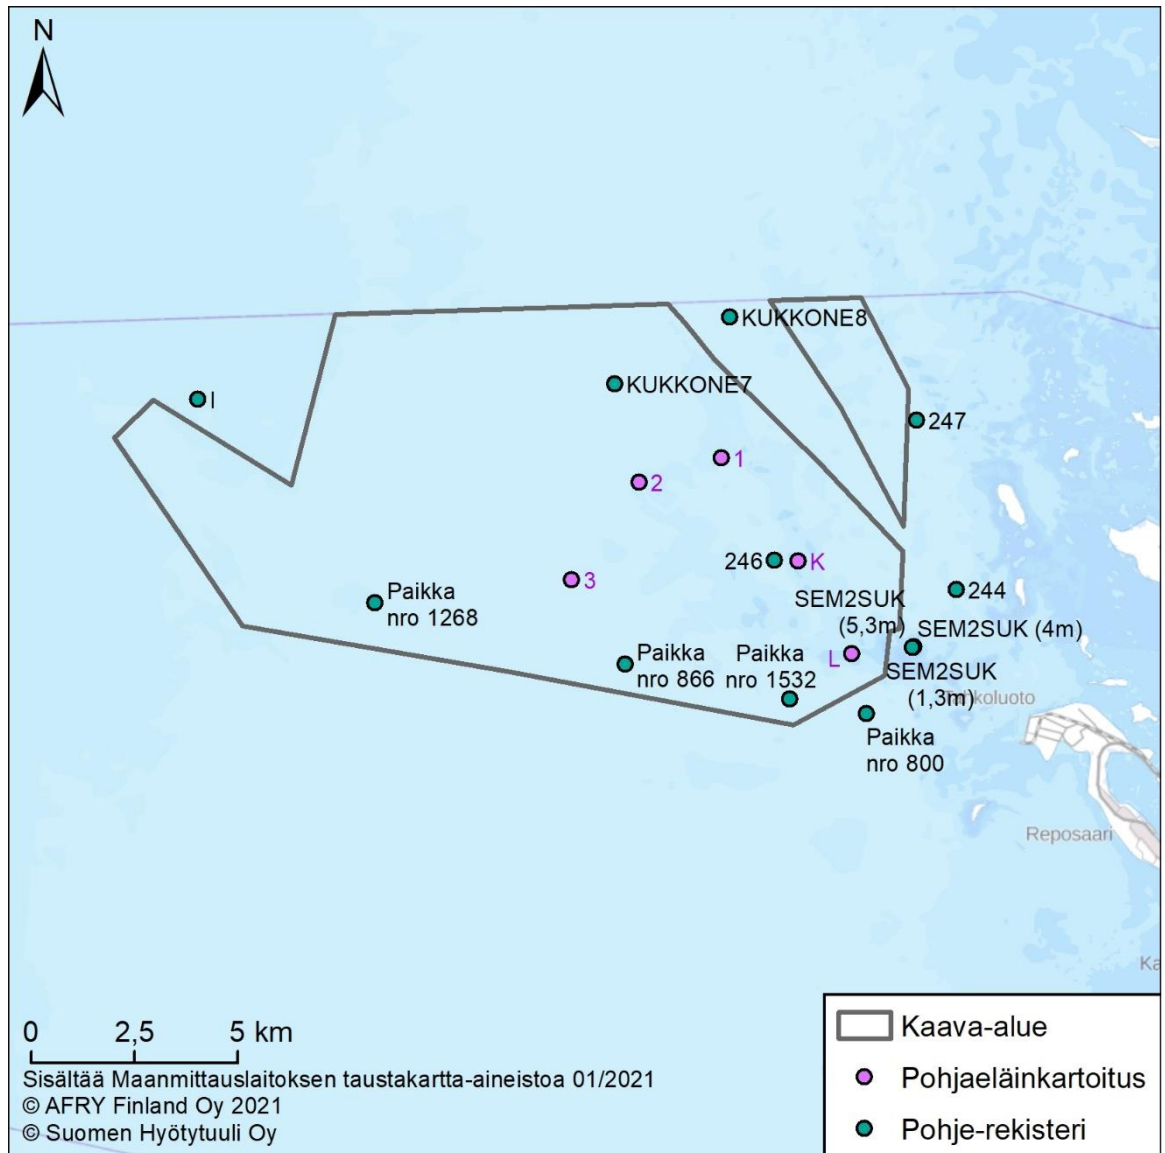 N
KUKKONE8
KUKKONE7
I
247
1
2
246
K
3
244
Paikka
nro 1268
SEM2SUK
(5,3m)
SEM2SUK (4m)
L
SEM2SUK
(1,3m)
Paikka
nro 866
Paikka
nro 1532
Paikka
nro 800
Reposaari
0 2,5 5 km
Sisältää Maanmittauslaitoksen taustakartta-aineistoa 01/2021
© AFRY Finland Oy 2021
© Suomen Hyötytuuli Oy
Kaava-alue
Pohjaeläinkartoitus
Pohje-rekisteri